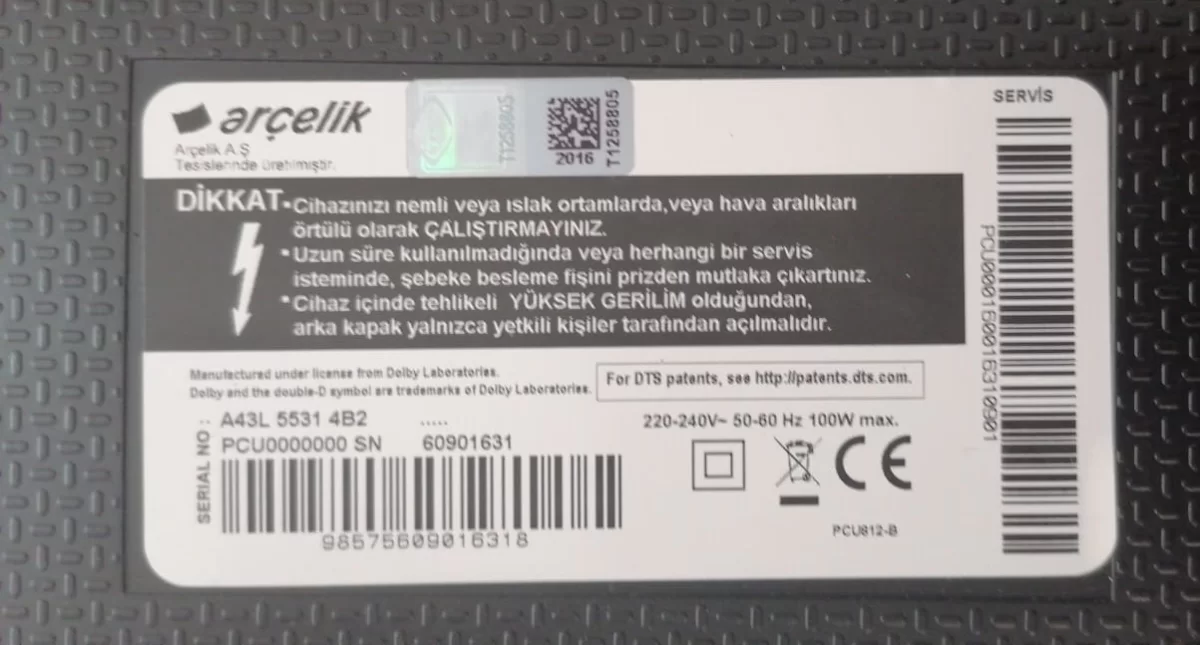 arçelik
Arçelik A.Ş
Tesislerinde üretilmiştir.
T1258805
2016
T1258805
SERVİS
DİKKAT
•Cihazınızı nemli veya ıslak ortamlarda,veya hava aralıkları
örtülü olarak ÇALIŞTIRMAYINIZ.
•Uzun süre kullanılmadığında veya herhangi bir servis
isteminde, şebeke besleme fişini prizden mutlaka çıkartınız.
•Cihaz içinde tehlikeli YÜKSEK GERİLİM olduğundan,
arka kapak yalnızca yetkili kişiler tarafından açılmalıdır.
Manufactured under license from Dolby Laboratories.
Dolby and the double-D symbol are trademarks of Dolby Laboratories.
For DTS patents, see http://patents.dts.com.
A43L 5531 4B2 .....
PCU0000000 SN 60901631
SERIAL NO
98575609016318
220-240V~ 50-60 Hz 100W max.
CE
PCU812-B